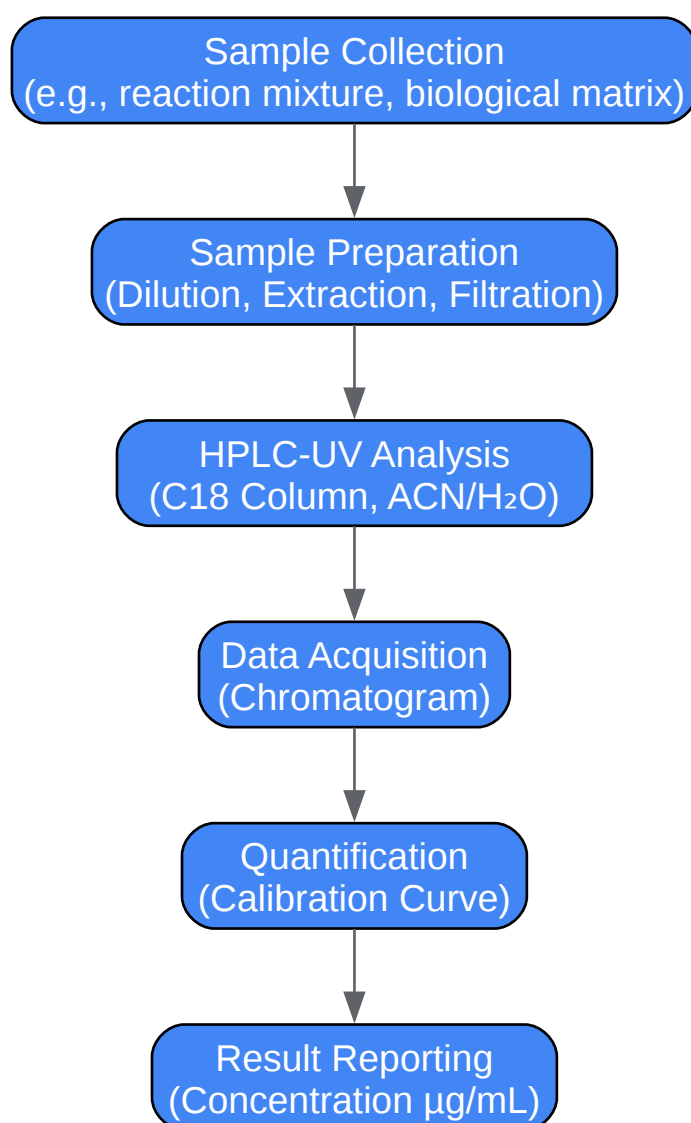 Sample Collection
(e.g., reaction mixture, biological matrix)
Sample Preparation
(Dilution, Extraction, Filtration)
HPLC-UV Analysis
(C18 Column, ACN/H₂O)
Data Acquisition
(Chromatogram)
Quantification
(Calibration Curve)
Result Reporting
(Concentration µg/mL)